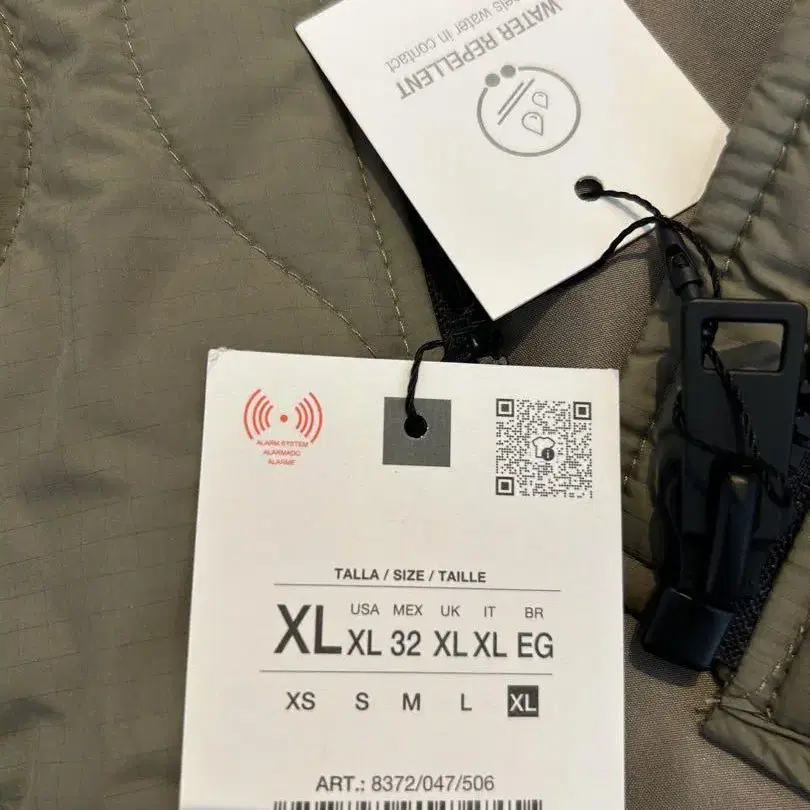 WATER REPELLENT
water in contact
ALARM SYSTEM
ALARMADO
ALARME
TALLA / SIZE / TAILLE
USA MEX UK IT BR
XL XL 32 XL XL EG
XS S M L XL
ART.: 8372/047/506